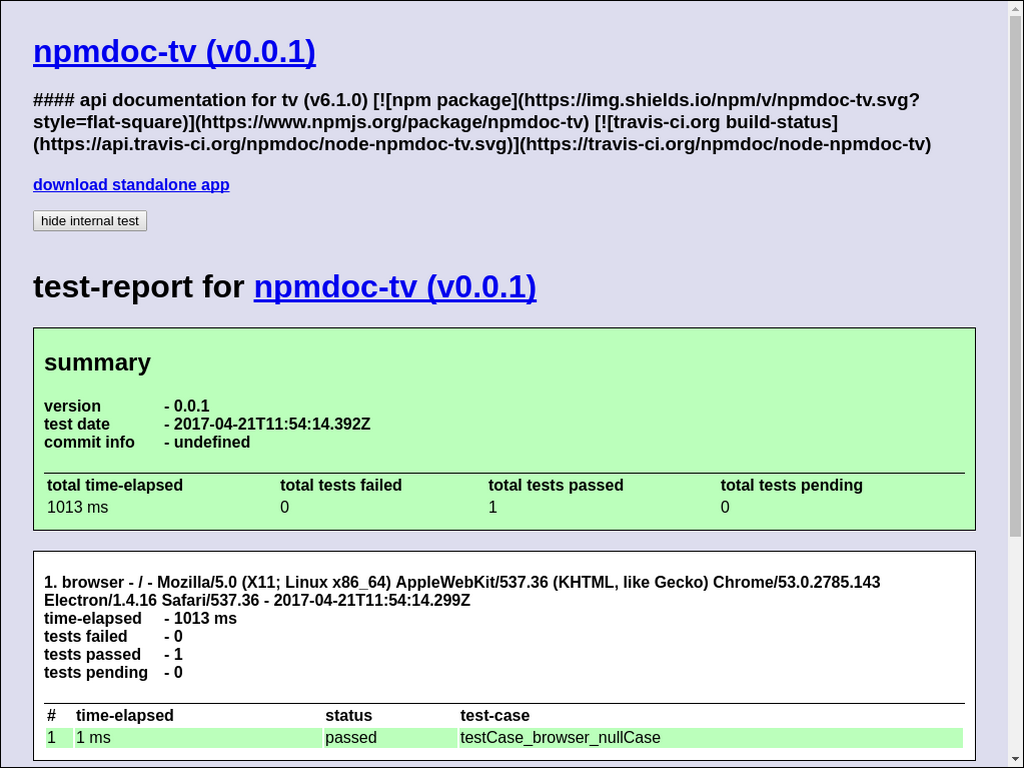 npmdoc-tv (v0.0.1)
#### api documentation for tv (v6.1.0) [![npm package](https://img.shields.io/npm/v/npmdoc-tv.svg?
style=flat-square)](https://www.npmjs.org/package/npmdoc-tv) [![travis-ci.org build-status]
(https://api.travis-ci.org/npmdoc/node-npmdoc-tv.svg)](https://travis-ci.org/npmdoc/node-npmdoc-tv)
download standalone app
hide internal test
test-report for npmdoc-tv (v0.0.1)
summary
version - 0.0.1
test date - 2017-04-21T11:54:14.392Z
commit info - undefined
total time-elapsed total tests failed total tests passed total tests pending
1013 ms 0 1 0
1. browser - / - Mozilla/5.0 (X11; Linux x86_64) AppleWebKit/537.36 (KHTML, like Gecko) Chrome/53.0.2785.143
Electron/1.4.16 Safari/537.36 - 2017-04-21T11:54:14.299Z
time-elapsed - 1013 ms
tests failed - 0
tests passed - 1
tests pending - 0
# time-elapsed status test-case
1 1 ms passed testCase_browser_nullCase